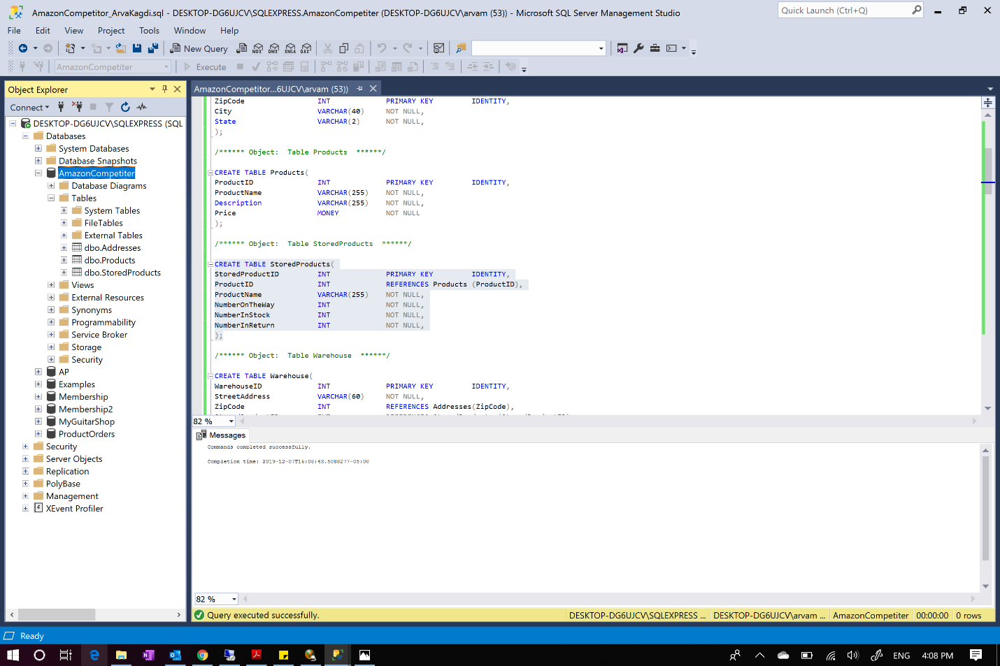 AmazonCompetitor_ArvaKagdi.sql - DESKTOP-DG6UJCV\SQLEXPRESS.AmazonCompetiter (DESKTOP-DG6UJCV\arvam (53)) - Microsoft SQL Server Management Studio
Quick Launch (Ctrl+Q)
File Edit View Project Tools Window Help
New Query MDX DMX XMLA DAX
AmazonCompetiter Execute
Object Explorer
Connect
DESKTOP-DG6UJCV\SQLEXPRESS (SQL
Databases
System Databases
Database Snapshots
AmazonCompetiter
Database Diagrams
Tables
System Tables
FileTables
External Tables
dbo.Addresses
dbo.Products
dbo.StoredProducts
Views
External Resources
Synonyms
Programmability
Service Broker
Storage
Security
AP
Examples
Membership
Membership2
MyGuitarShop
ProductOrders
Security
Server Objects
Replication
PolyBase
Management
XEvent Profiler
AmazonCompetitor...6UJCV\arvam (53))
ZipCode INT PRIMARY KEY IDENTITY,
City VARCHAR(40) NOT NULL,
State VARCHAR(2) NOT NULL,
);
/****** Object: Table Products ******/
CREATE TABLE Products(
ProductID INT PRIMARY KEY IDENTITY,
ProductName VARCHAR(255) NOT NULL,
Description VARCHAR(255) NOT NULL,
Price MONEY NOT NULL
);
/****** Object: Table StoredProducts ******/
CREATE TABLE StoredProducts(
StoredProductID INT PRIMARY KEY IDENTITY,
ProductID INT REFERENCES Products (ProductID),
ProductName VARCHAR(255) NOT NULL,
NumberOnTheWay INT NOT NULL,
NumberInStock INT NOT NULL,
NumberInReturn INT NOT NULL,
);
/****** Object: Table Warehouse ******/
CREATE TABLE Warehouse(
WarehouseID INT PRIMARY KEY IDENTITY,
StreetAddress VARCHAR(60) NOT NULL,
ZipCode INT REFERENCES Addresses(ZipCode),
82 %
Messages
Commands completed successfully.
Completion time: 2019-12-07T16:08:43.5088277-05:00
82 %
Query executed successfully. DESKTOP-DG6UJCV\SQLEXPRESS ... DESKTOP-DG6UJCV\arvam ... AmazonCompetiter 00:00:00 0 rows
Ready
ENG 4:08 PM